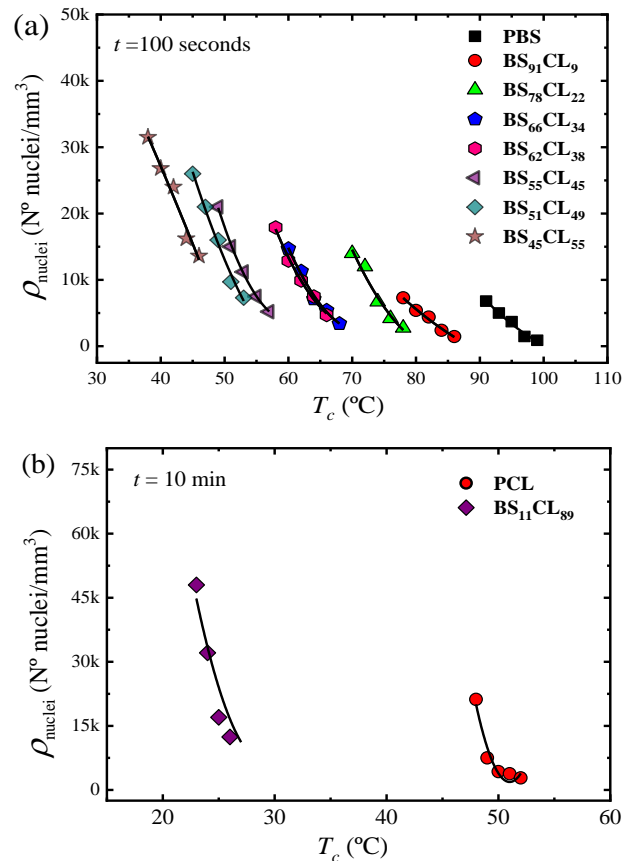 (a)
t =100 seconds
PBS
BS₉₁CL₉
BS₇₈CL₂₂
BS₆₆CL₃₄
BS₆₂CL₃₈
BS₅₅CL₄₅
BS₅₁CL₄₉
BS₄₅CL₅₅
50k
40k
30k
20k
10k
0
ρnuclei (Nº nuclei/mm³)
30 40 50 60 70 80 90 100 110
T_c (ºC)
(b)
t = 10 min
PCL
BS₁₁CL₈₉
75k
60k
45k
30k
15k
0
ρnuclei (Nº nuclei/mm³)
20 30 40 50 60
T_c (ºC)